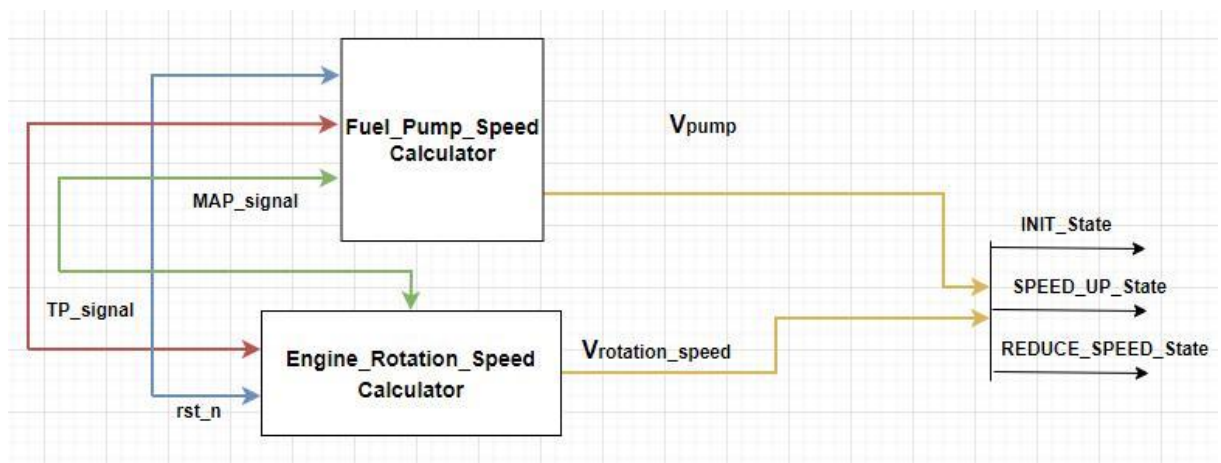 Fuel_Pump_Speed
Calculator
Vpump
MAP_signal
INIT_State
SPEED_UP_State
TP_signal
Engine_Rotation_Speed
Calculator
Vrotation_speed
REDUCE_SPEED_State
rst_n